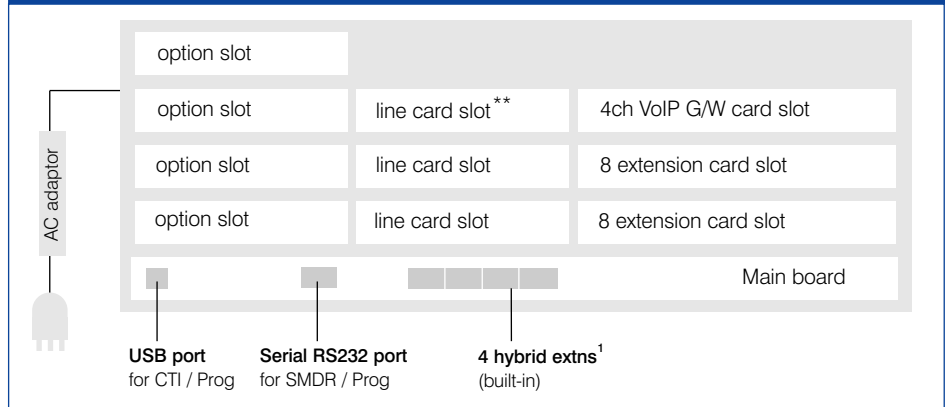 option slot
option slot line card slot** 4ch VoIP G/W card slot
option slot line card slot 8 extension card slot
option slot line card slot 8 extension card slot
AC adaptor
Main board
USB port Serial RS232 port 4 hybrid extns¹
for CTI / Prog for SMDR / Prog (built-in)